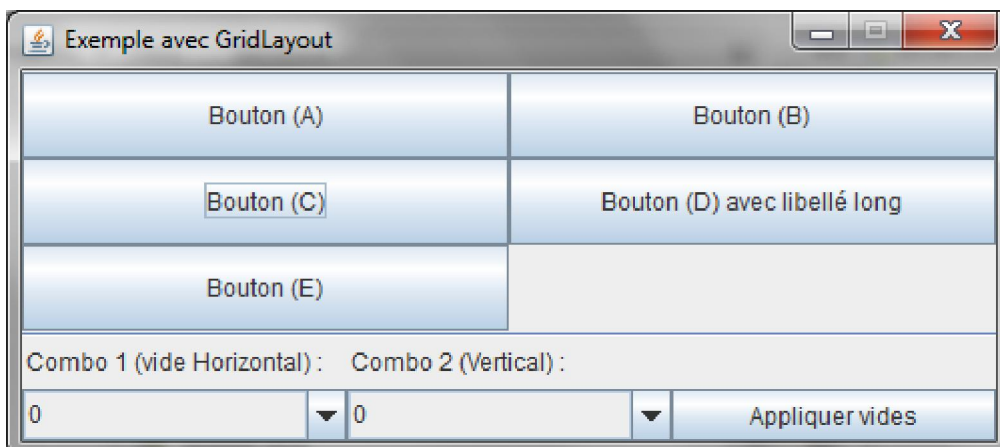 Exemple avec GridLayout
Bouton (A)
Bouton (B)
Bouton (C)
Bouton (D) avec libellé long
Bouton (E)
Combo 1 (vide Horizontal) :
Combo 2 (Vertical) :
0
0
Appliquer vides